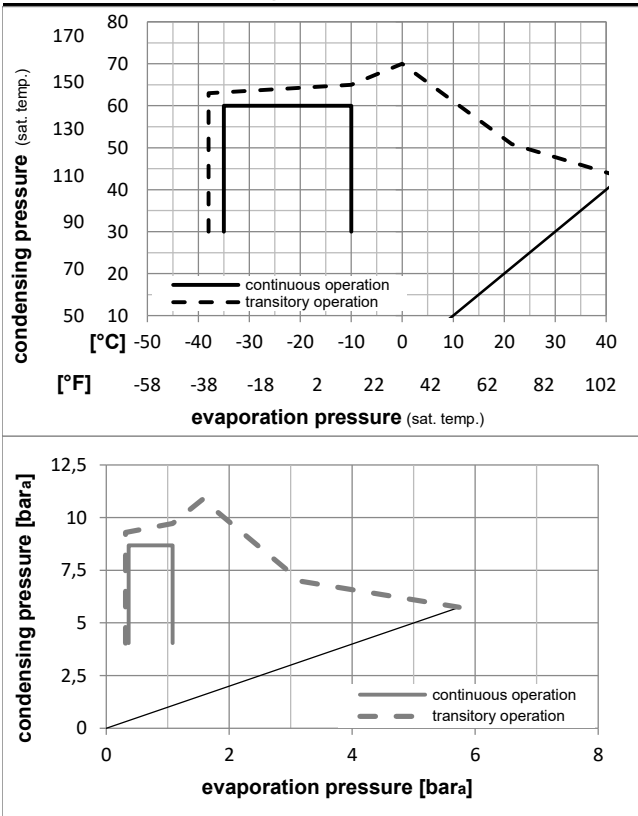 170 80
70
150
60
130
50
110
40
90
30
70
20
50 10
condensing pressure (sat. temp.)
continuous operation
transitory operation
[°C] -50 -40 -30 -20 -10 0 10 20 30 40
[°F] -58 -38 -18 2 22 42 62 82 102
evaporation pressure (sat. temp.)
12,5
10
7,5
5
2,5
0
condensing pressure [bara]
continuous operation
transitory operation
0 2 4 6 8
evaporation pressure [bara]